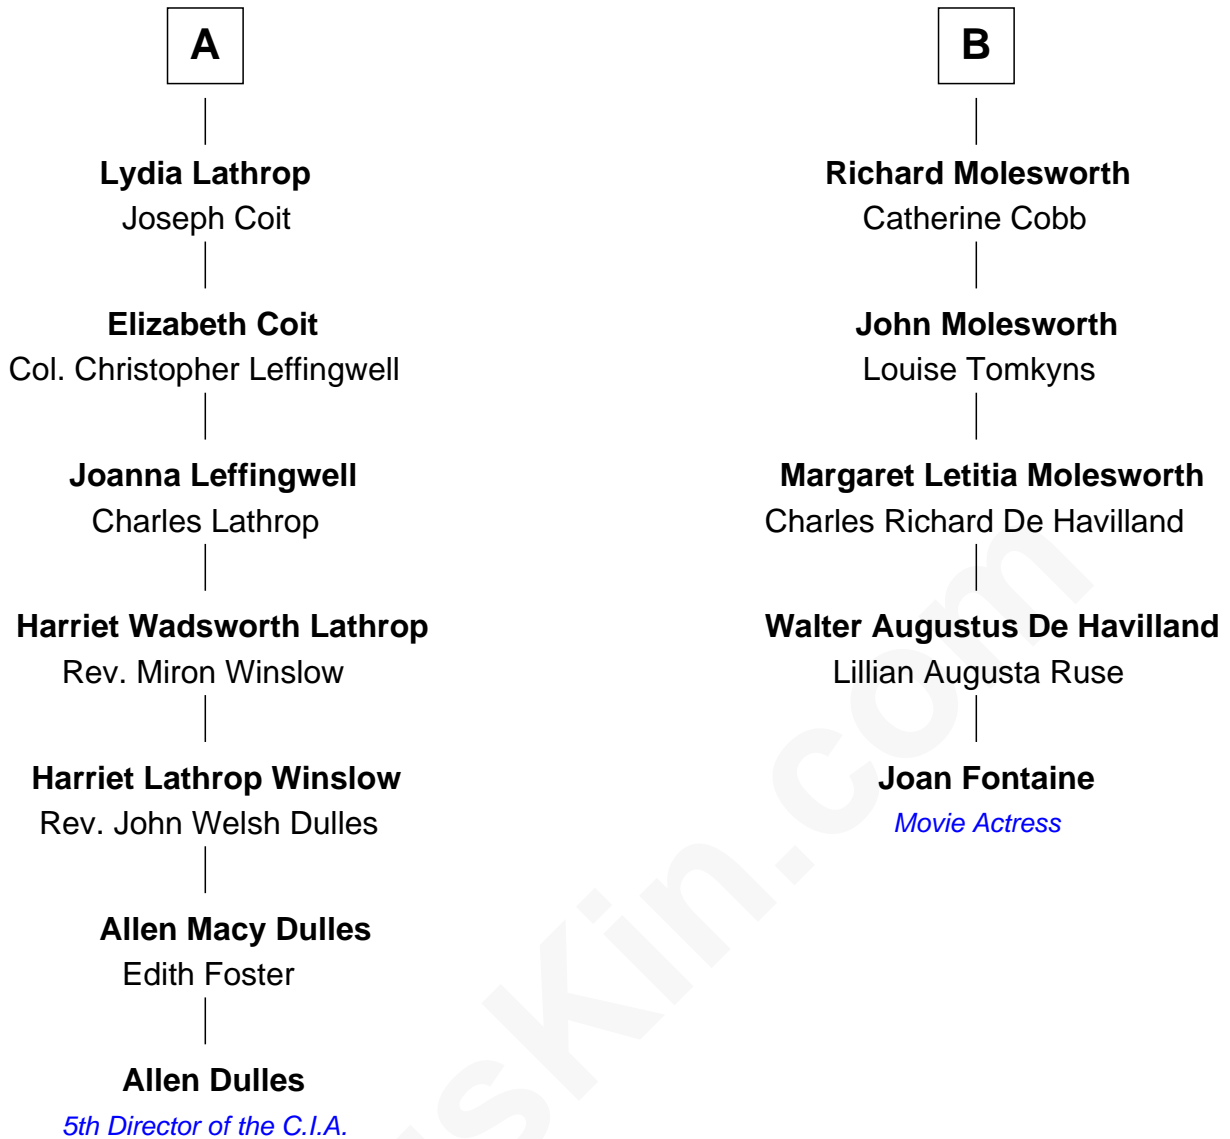 A
Lydia Lathrop
Joseph Coit
Elizabeth Coit
Col. Christopher Leffingwell
Joanna Leffingwell
Charles Lathrop
Harriet Wadsworth Lathrop
Rev. Miron Winslow
Harriet Lathrop Winslow
Rev. John Welsh Dulles
Allen Macy Dulles
Edith Foster
Allen Dulles
5th Director of the C.I.A.
B
Richard Molesworth
Catherine Cobb
John Molesworth
Louise Tomkyns
Margaret Letitia Molesworth
Charles Richard De Havilland
Walter Augustus De Havilland
Lillian Augusta Ruse
Joan Fontaine
Movie Actress
sKin.com